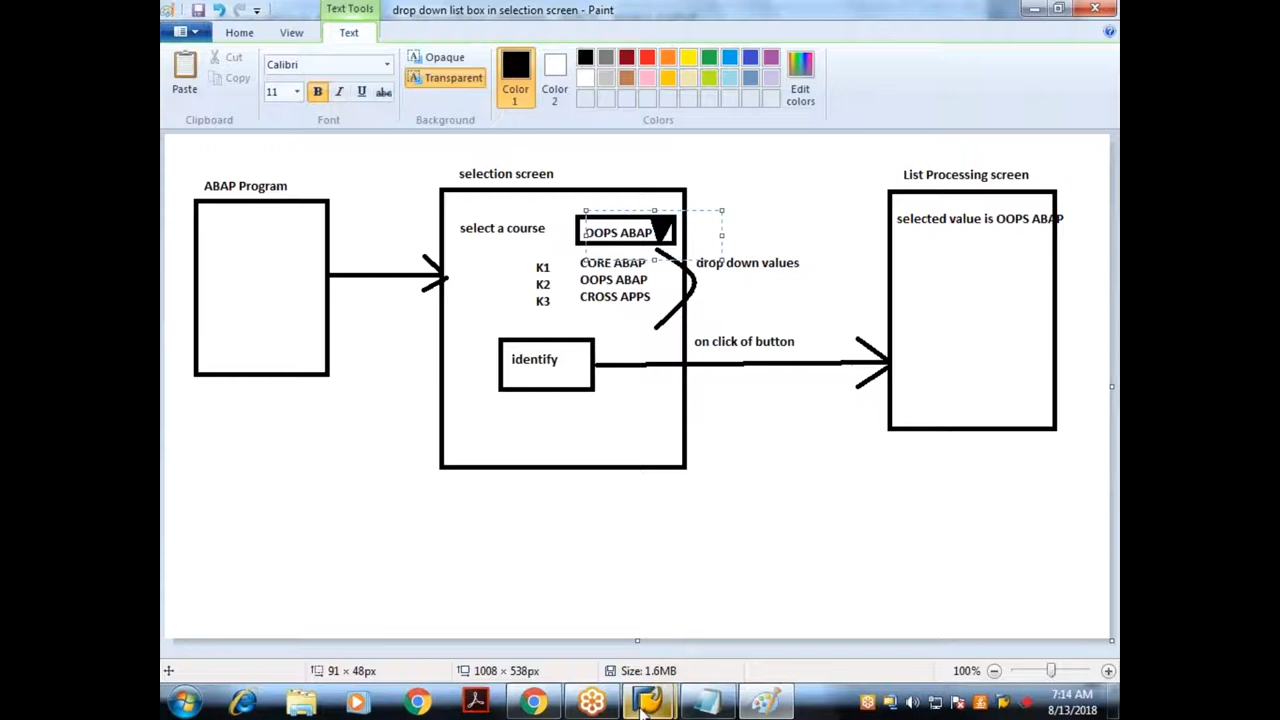 Text Tools
drop down list box in selection screen - Paint
Home
View
Text
Paste
Cut
Copy
Clipboard
Calibri
11
B
I
U
abc
Font
Opaque
Transparent
Background
Color 1
Color 2
Edit colors
Colors
ABAP Program
selection screen
List Processing screen
select a course
OOPS ABAP
selected value is OOPS ABAP
K1 CORE ABAP
K2 OOPS ABAP
K3 CROSS APPS
drop down values
identify
on click of button
91 × 48px
1008 × 538px
Size: 1.6MB
100%
7:14 AM
8/13/2018